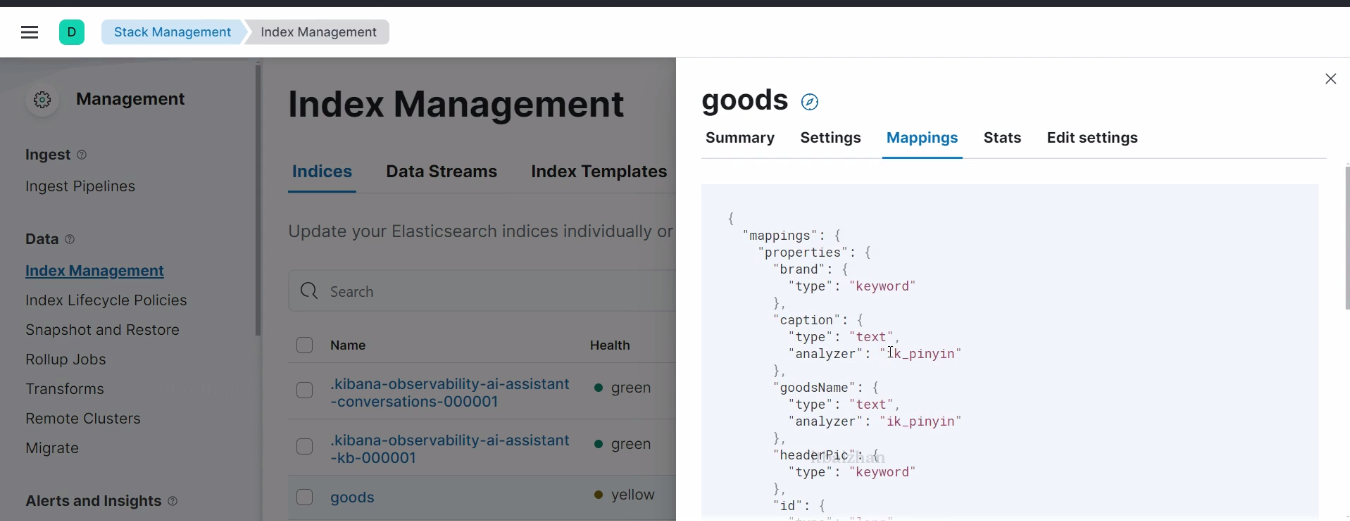 D
Stack Management
Index Management
Management
Ingest
Ingest Pipelines
Data
Index Management
Index Lifecycle Policies
Snapshot and Restore
Rollup Jobs
Transforms
Remote Clusters
Migrate
Alerts and Insights
Index Management
Indices
Data Streams
Index Templates
Update your Elasticsearch indices individually or
Search
Name
Health
.kibana-observability-ai-assistant
-conversations-000001
green
.kibana-observability-ai-assistant
-kb-000001
green
goods
yellow
goods
Summary
Settings
Mappings
Stats
Edit settings
{
"mappings": {
"properties": {
"brand": {
"type": "keyword"
},
"caption": {
"type": "text",
"analyzer": "ik_pinyin"
},
"goodsName": {
"type": "text",
"analyzer": "ik_pinyin"
},
"headerPic": {
"type": "keyword"
},
"id": {